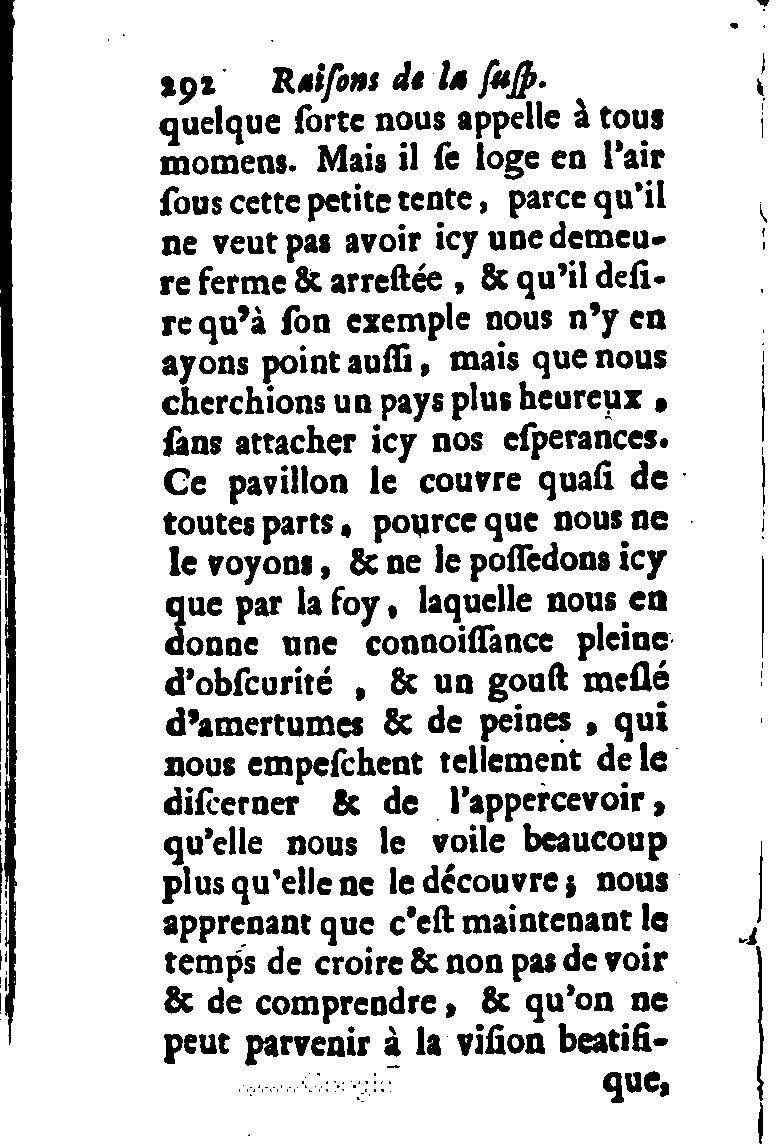 292 Raiſons de la ſuſp.
quelque ſorte nous appelle à tous
momens. Mais il ſe loge en l'air
ſous cette petite tente, parce qu'il
ne veut pas avoir icy une demeu-
re ferme & arreſtée, & qu'il deſi-
re qu'à ſon exemple nous n'y en
ayons point auſſi, mais que nous
cherchions un pays plus heureux,
ſans attacher icy nos eſperances.
Ce pavillon le couvre quaſi de
toutes parts, pource que nous ne
le voyons, & ne le poſſedons icy
que par la foy, laquelle nous en
donne une connoiſſance pleine
d'obſcurité, & un gouſt meſlé
d'amertumes & de peines, qui
nous empeſchent tellement de le
diſcerner & de l'appercevoir,
qu'elle nous le voile beaucoup
plus qu'elle ne le découvre; nous
apprenant que c'eſt maintenant le
temps de croire & non pas de voir
& de comprendre, & qu'on ne
peut parvenir à la viſion beatifi-
que,
Google